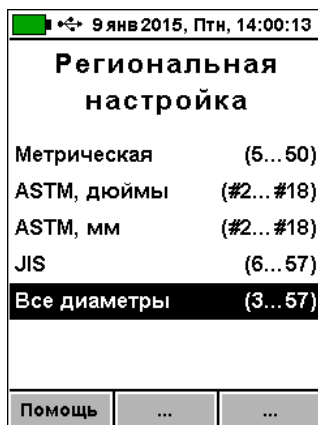 9 янв 2015, Птн, 14:00:13
Региональная
настройка
Метрическая (5...50)
ASTM, дюймы (#2...#18)
ASTM, мм (#2...#18)
JIS (6...57)
Все диаметры (3...57)
Помощь ... ...